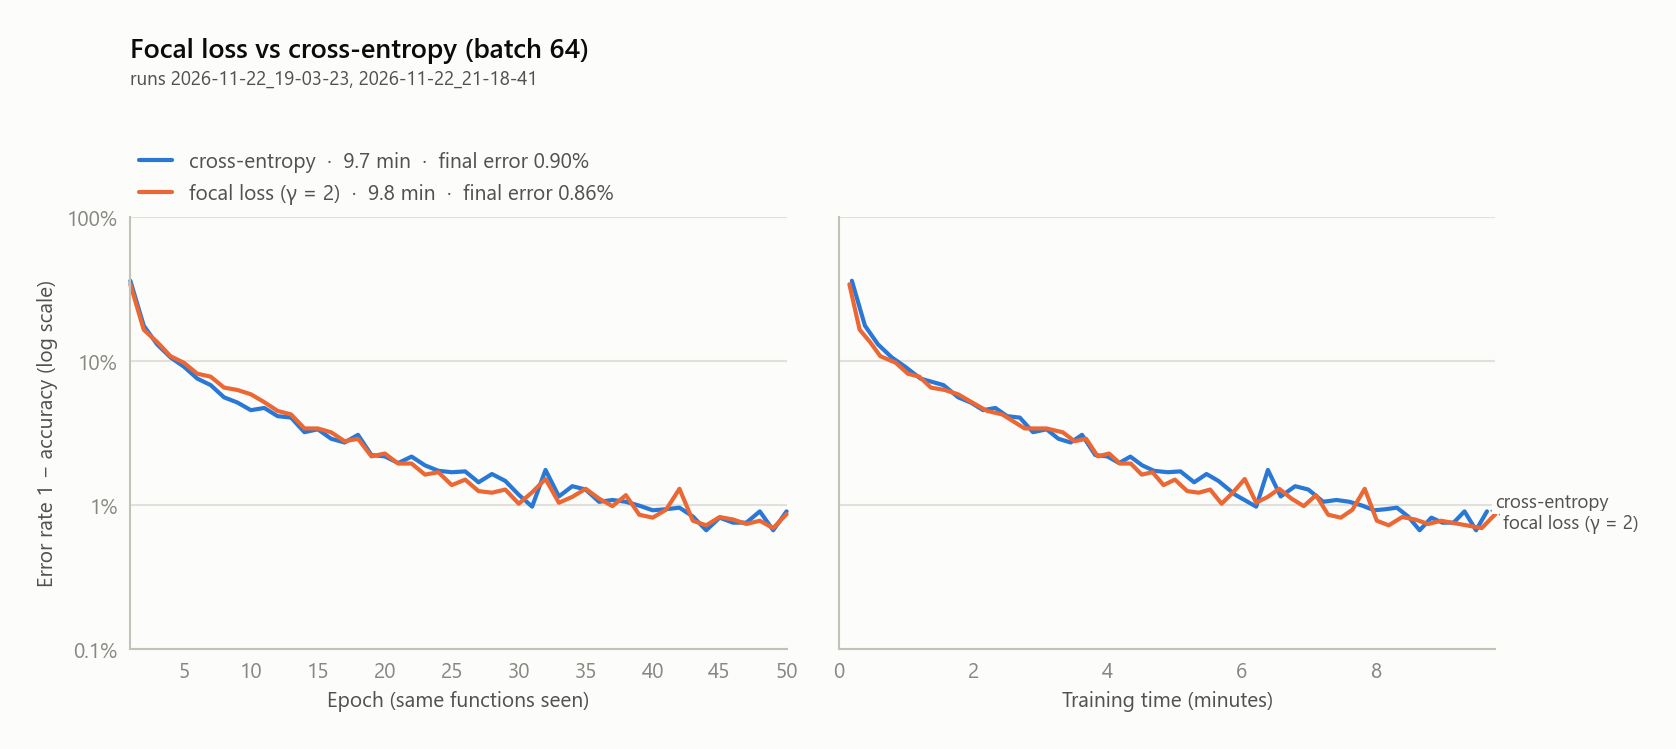 Focal loss vs cross-entropy (batch 64)
runs 2026-11-22_19-03-23, 2026-11-22_21-18-41
cross-entropy · 9.7 min · final error 0.90%
focal loss (γ = 2) · 9.8 min · final error 0.86%
Error rate 1 − accuracy (log scale)
100%
10%
1%
0.1%
5 10 15 20 25 30 35 40 45 50
Epoch (same functions seen)
cross-entropy
focal loss (γ = 2)
0 2 4 6 8
Training time (minutes)